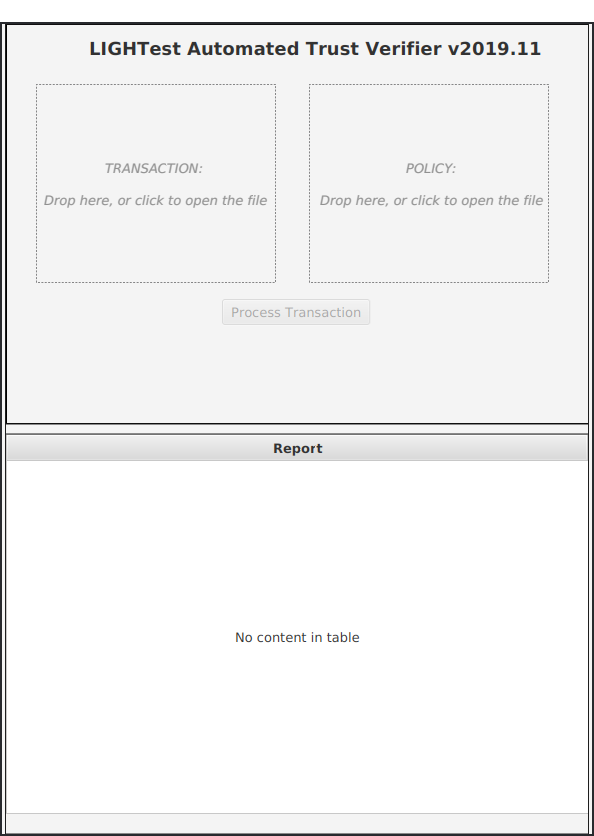 LIGHTest Automated Trust Verifier v2019.11
TRANSACTION:
Drop here, or click to open the file
POLICY:
Drop here, or click to open the file
Process Transaction
Report
No content in table